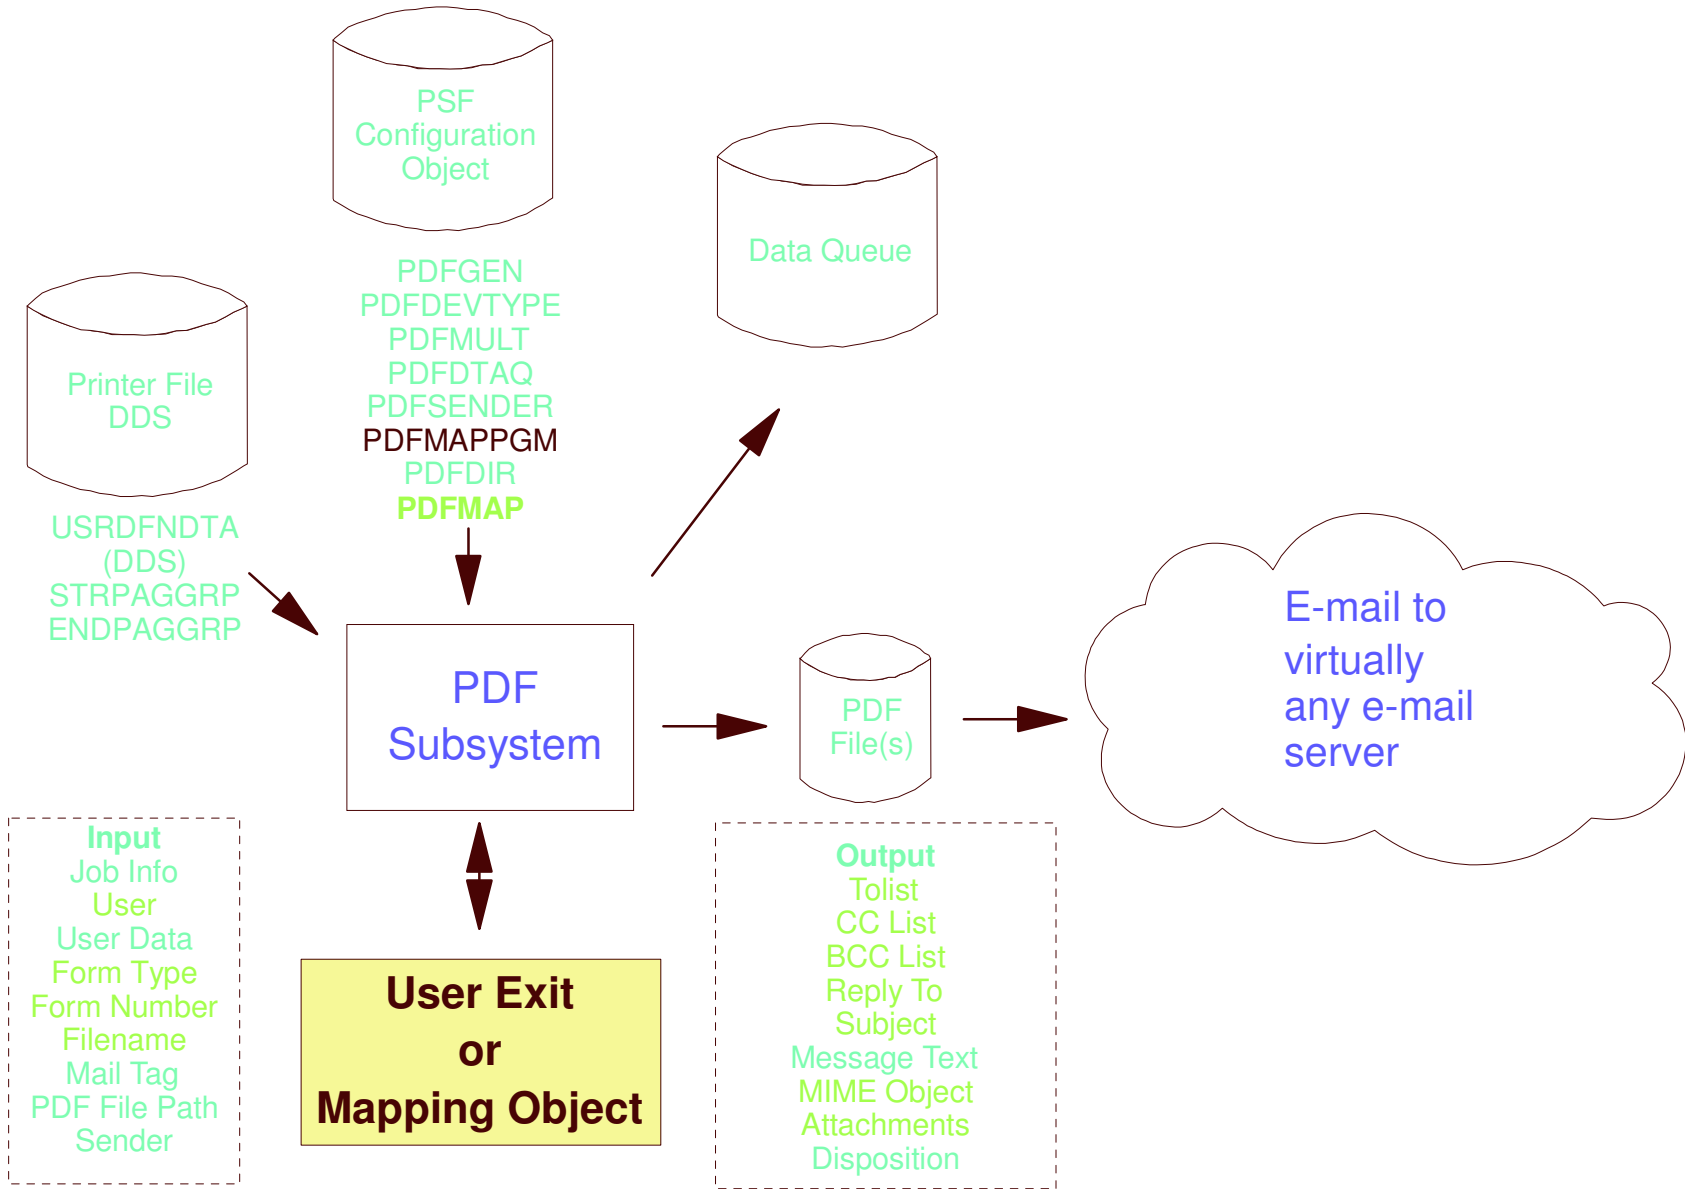 PSF
Configuration
Object
Data Queue
PDFGEN
PDFDEVTYPE
PDFMULT
PDFDTAQ
PDFSENDER
PDFMAPPGM
PDFDIR
PDFMAP
Printer File
DDS
USRDFNDTA
(DDS)
STRPAGGRP
ENDPAGGRP
PDF
Subsystem
PDF
File(s)
E-mail to
virtually
any e-mail
server
Input
Job Info
User
User Data
Form Type
Form Number
Filename
Mail Tag
PDF File Path
Sender
User Exit
or
Mapping Object
Output
Tolist
CC List
BCC List
Reply To
Subject
Message Text
MIME Object
Attachments
Disposition